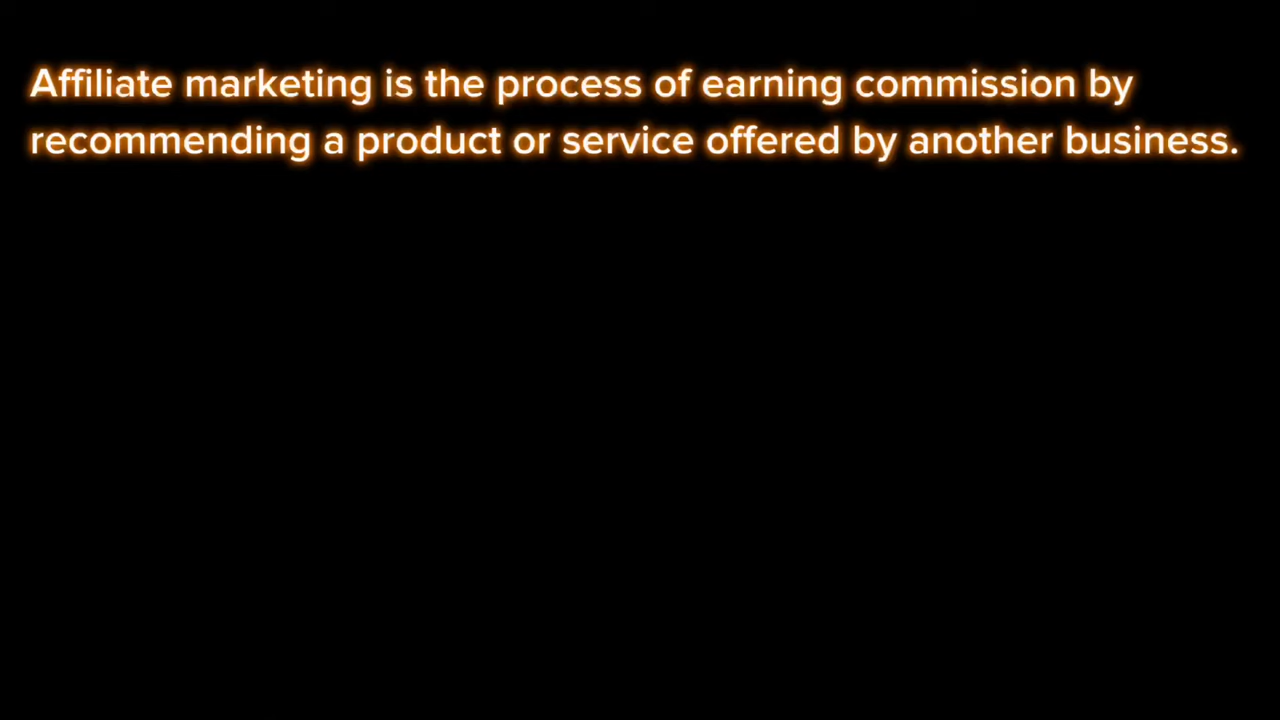 Affiliate marketing is the process of earning commission by
recommending a product or service offered by another business.